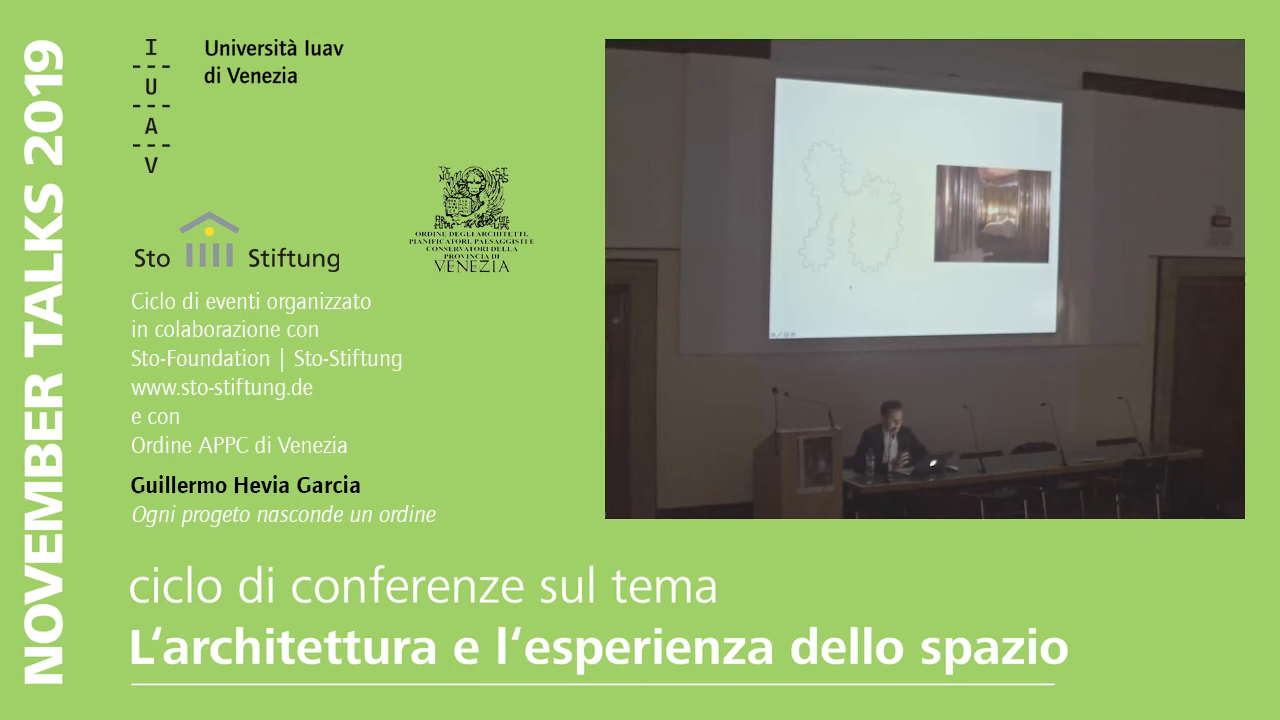 NOVEMBER TALKS 2019
I
U
A
V
Università Iuav
di Venezia
Sto Stiftung
ORDINE DEGLI ARCHITETTI,
PIANIFICATORI, PAESAGGISTI E
CONSERVATORI DELLA
PROVINCIA DI
VENEZIA
Ciclo di eventi organizzato
in colaborazione con
Sto-Foundation | Sto-Stiftung
www.sto-stiftung.de
e con
Ordine APPC di Venezia
Guillermo Hevia Garcia
Ogni progeto nasconde un ordine
ciclo di conferenze sul tema
L‘architettura e l‘esperienza dello spazio